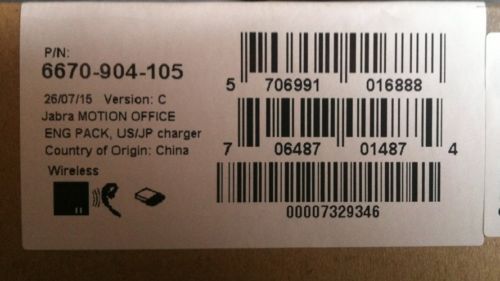 P/N:
6670-904-105
26/07/15 Version: C
Jabra MOTION OFFICE
ENG PACK, US/JP charger
Country of Origin: China
Wireless
5 706991 016888
7 06487 01487 4
00007329346